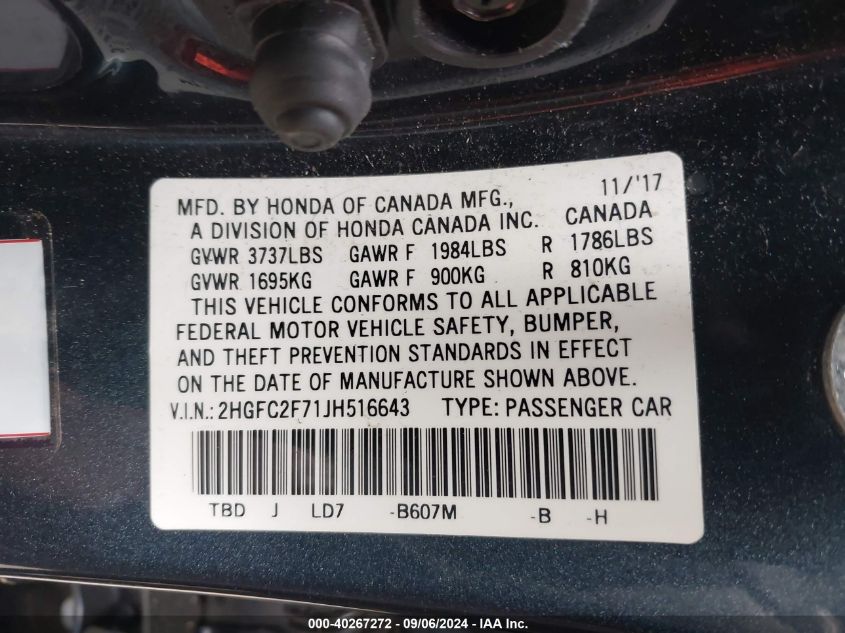 11/'17
MFD. BY HONDA OF CANADA MFG.,
A DIVISION OF HONDA CANADA INC. CANADA
GVWR 3737LBS GAWR F 1984LBS R 1786LBS
GVWR 1695KG GAWR F 900KG R 810KG
THIS VEHICLE CONFORMS TO ALL APPLICABLE
FEDERAL MOTOR VEHICLE SAFETY, BUMPER,
AND THEFT PREVENTION STANDARDS IN EFFECT
ON THE DATE OF MANUFACTURE SHOWN ABOVE.
V.I.N.: 2HGFC2F71JH516643 TYPE: PASSENGER CAR
TBD J LD7 -B607M -B -H
000-40267272 - 09/06/2024 - IAA Inc.